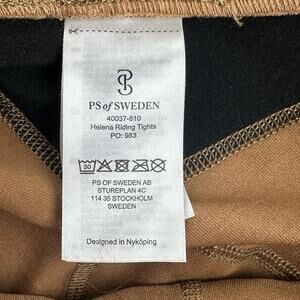 PS of SWEDEN
40037-810
Helena Riding Tights
PO: 983
30
PS OF SWEDEN AB
STUREPLAN 4C
114 35 STOCKHOLM
SWEDEN
Designed in Nyköping